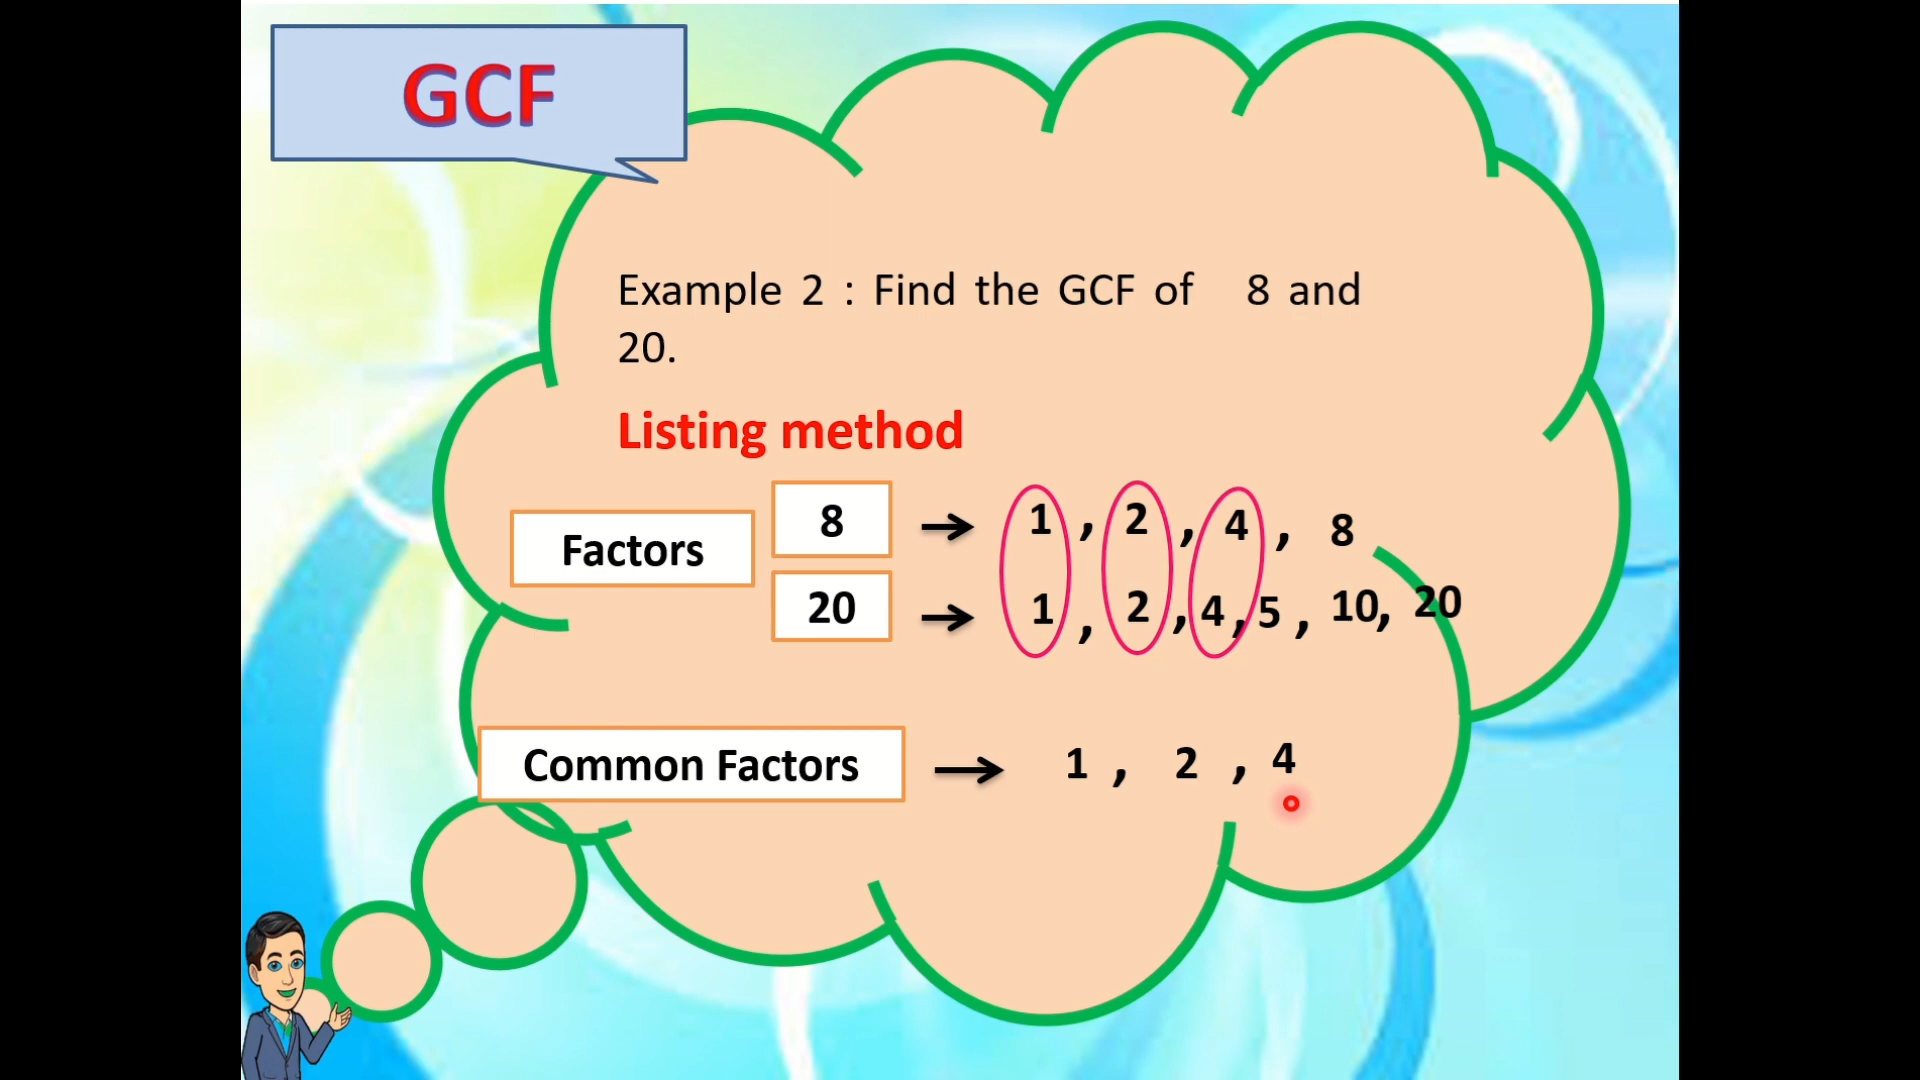 GCF
Example 2 : Find the GCF of 8 and
20.
Listing method
Factors
8 → 1 , 2 , 4 , 8
20 → 1 , 2 , 4 , 5 , 10, 20
Common Factors → 1 , 2 , 4